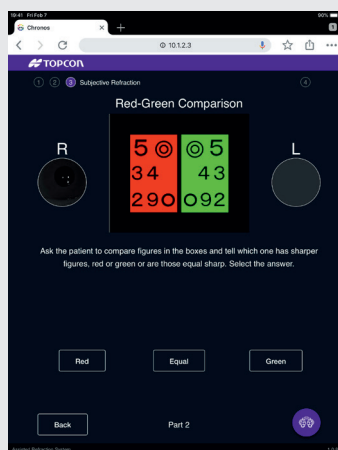 19:41 Fri Feb 7
90%
Chronos
10.1.2.3
TOPCON
1 2 3 Subjective Refraction 4
Red-Green Comparison
R
L
5 5
34 43
29O O92
Ask the patient to compare figures in the boxes and tell which one has sharper
figures, red or green or are those equal sharp. Select the answer.
Red Equal Green
Back Part 2